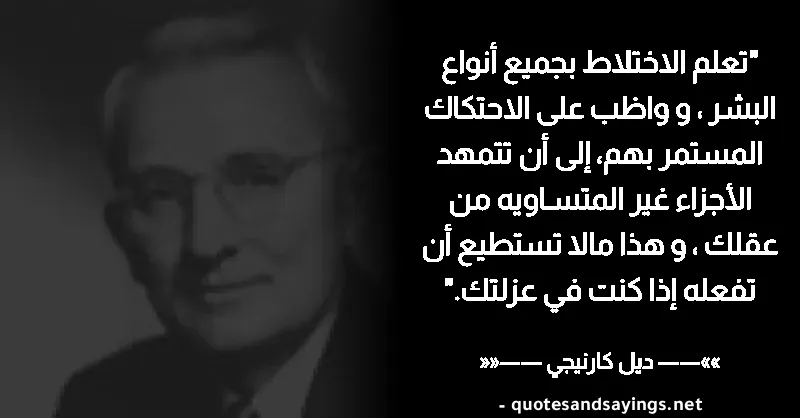 "تعلم الاختلاط بجميع أنواع
البشر ، و واظب على الاحتكاك
المستمر بهم، إلى أن تتمهد
الأجزاء غير المتساويه من
عقلك ، و هذا مالا تستطيع أن
تفعله إذا كنت في عزلتك."
»»—— ديل كارنيجي ——««
- quotesandsayings.net